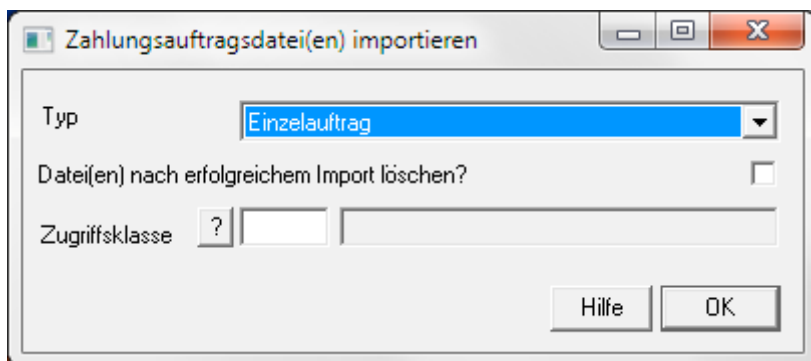 Zahlungsauftragsdatei(en) importieren
Typ Einzelauftrag
Datei(en) nach erfolgreichem Import löschen?
Zugriffsklasse ?
Hilfe OK